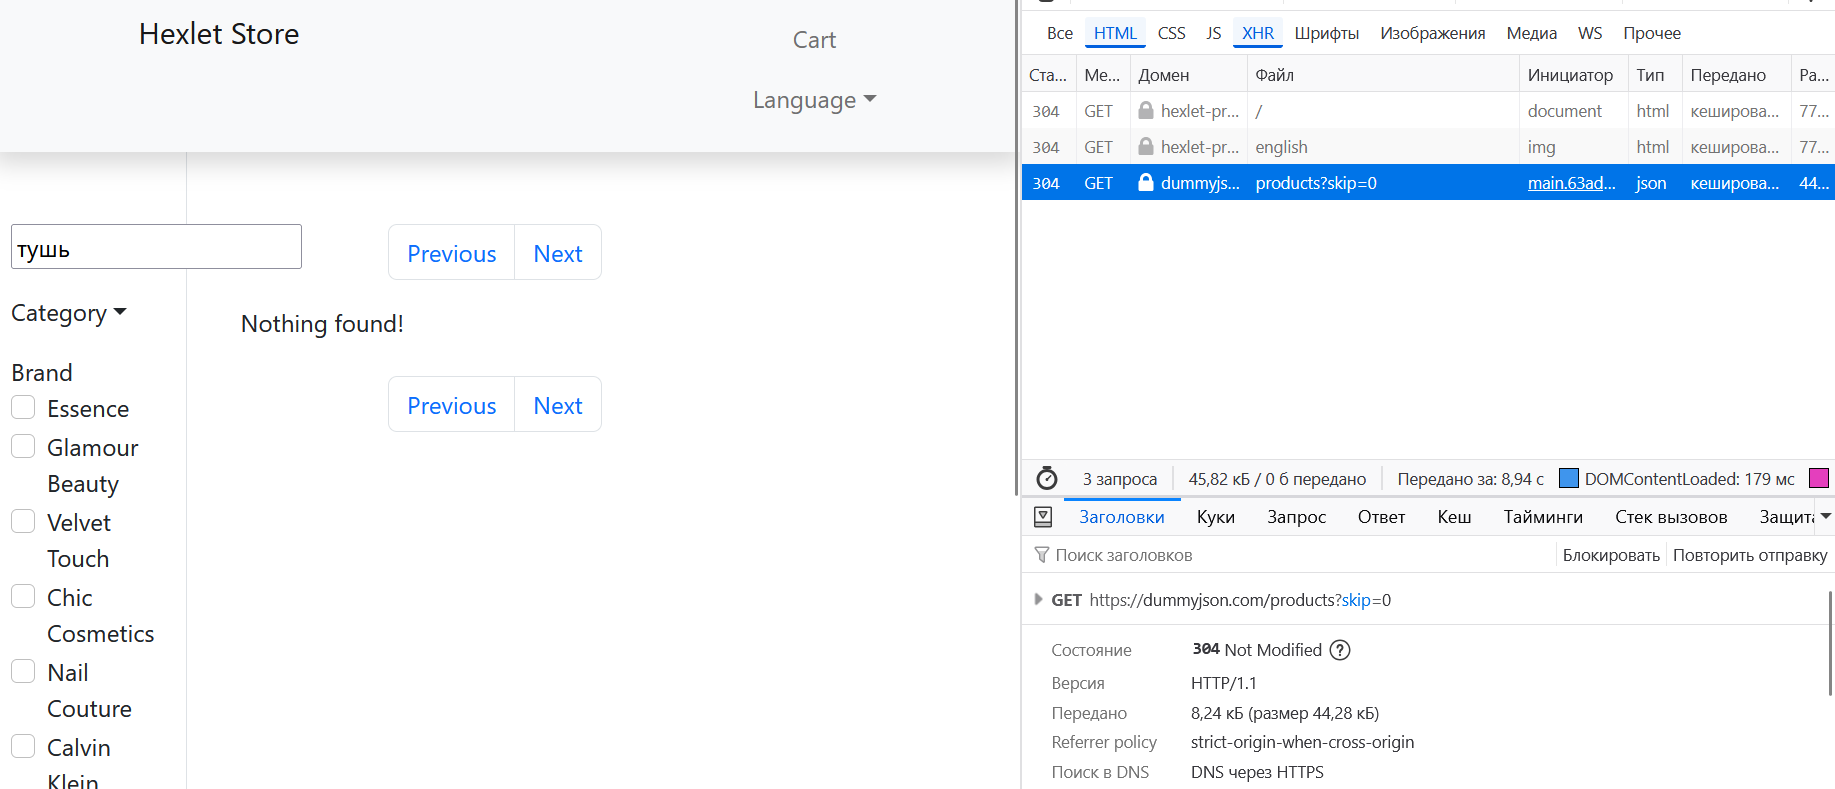 Hexlet Store
Cart
Language
тушь
Previous Next
Category
Nothing found!
Brand
Essence
Previous Next
Glamour
Beauty
Velvet
Touch
Chic
Cosmetics
Nail
Couture
Calvin
Klein
Все HTML CSS JS XHR Шрифты Изображения Медиа WS Прочее
Ста... Ме... Домен Файл Инициатор Тип Передано Ра...
304 GET hexlet-pr... / document html кеширова... 77...
304 GET hexlet-pr... english img html кеширова... 77...
304 GET dummyjs... products?skip=0 main.63ad... json кеширова... 44...
3 запроса 45,82 кБ / 0 б передано Передано за: 8,94 с DOMContentLoaded: 179 мс
Заголовки Куки Запрос Ответ Кеш Тайминги Стек вызовов Защита
Поиск заголовков Блокировать Повторить отправку
GET https://dummyjson.com/products?skip=0
Состояние 304 Not Modified ?
Версия HTTP/1.1
Передано 8,24 кБ (размер 44,28 кБ)
Referrer policy strict-origin-when-cross-origin
Поиск в DNS DNS через HTTPS